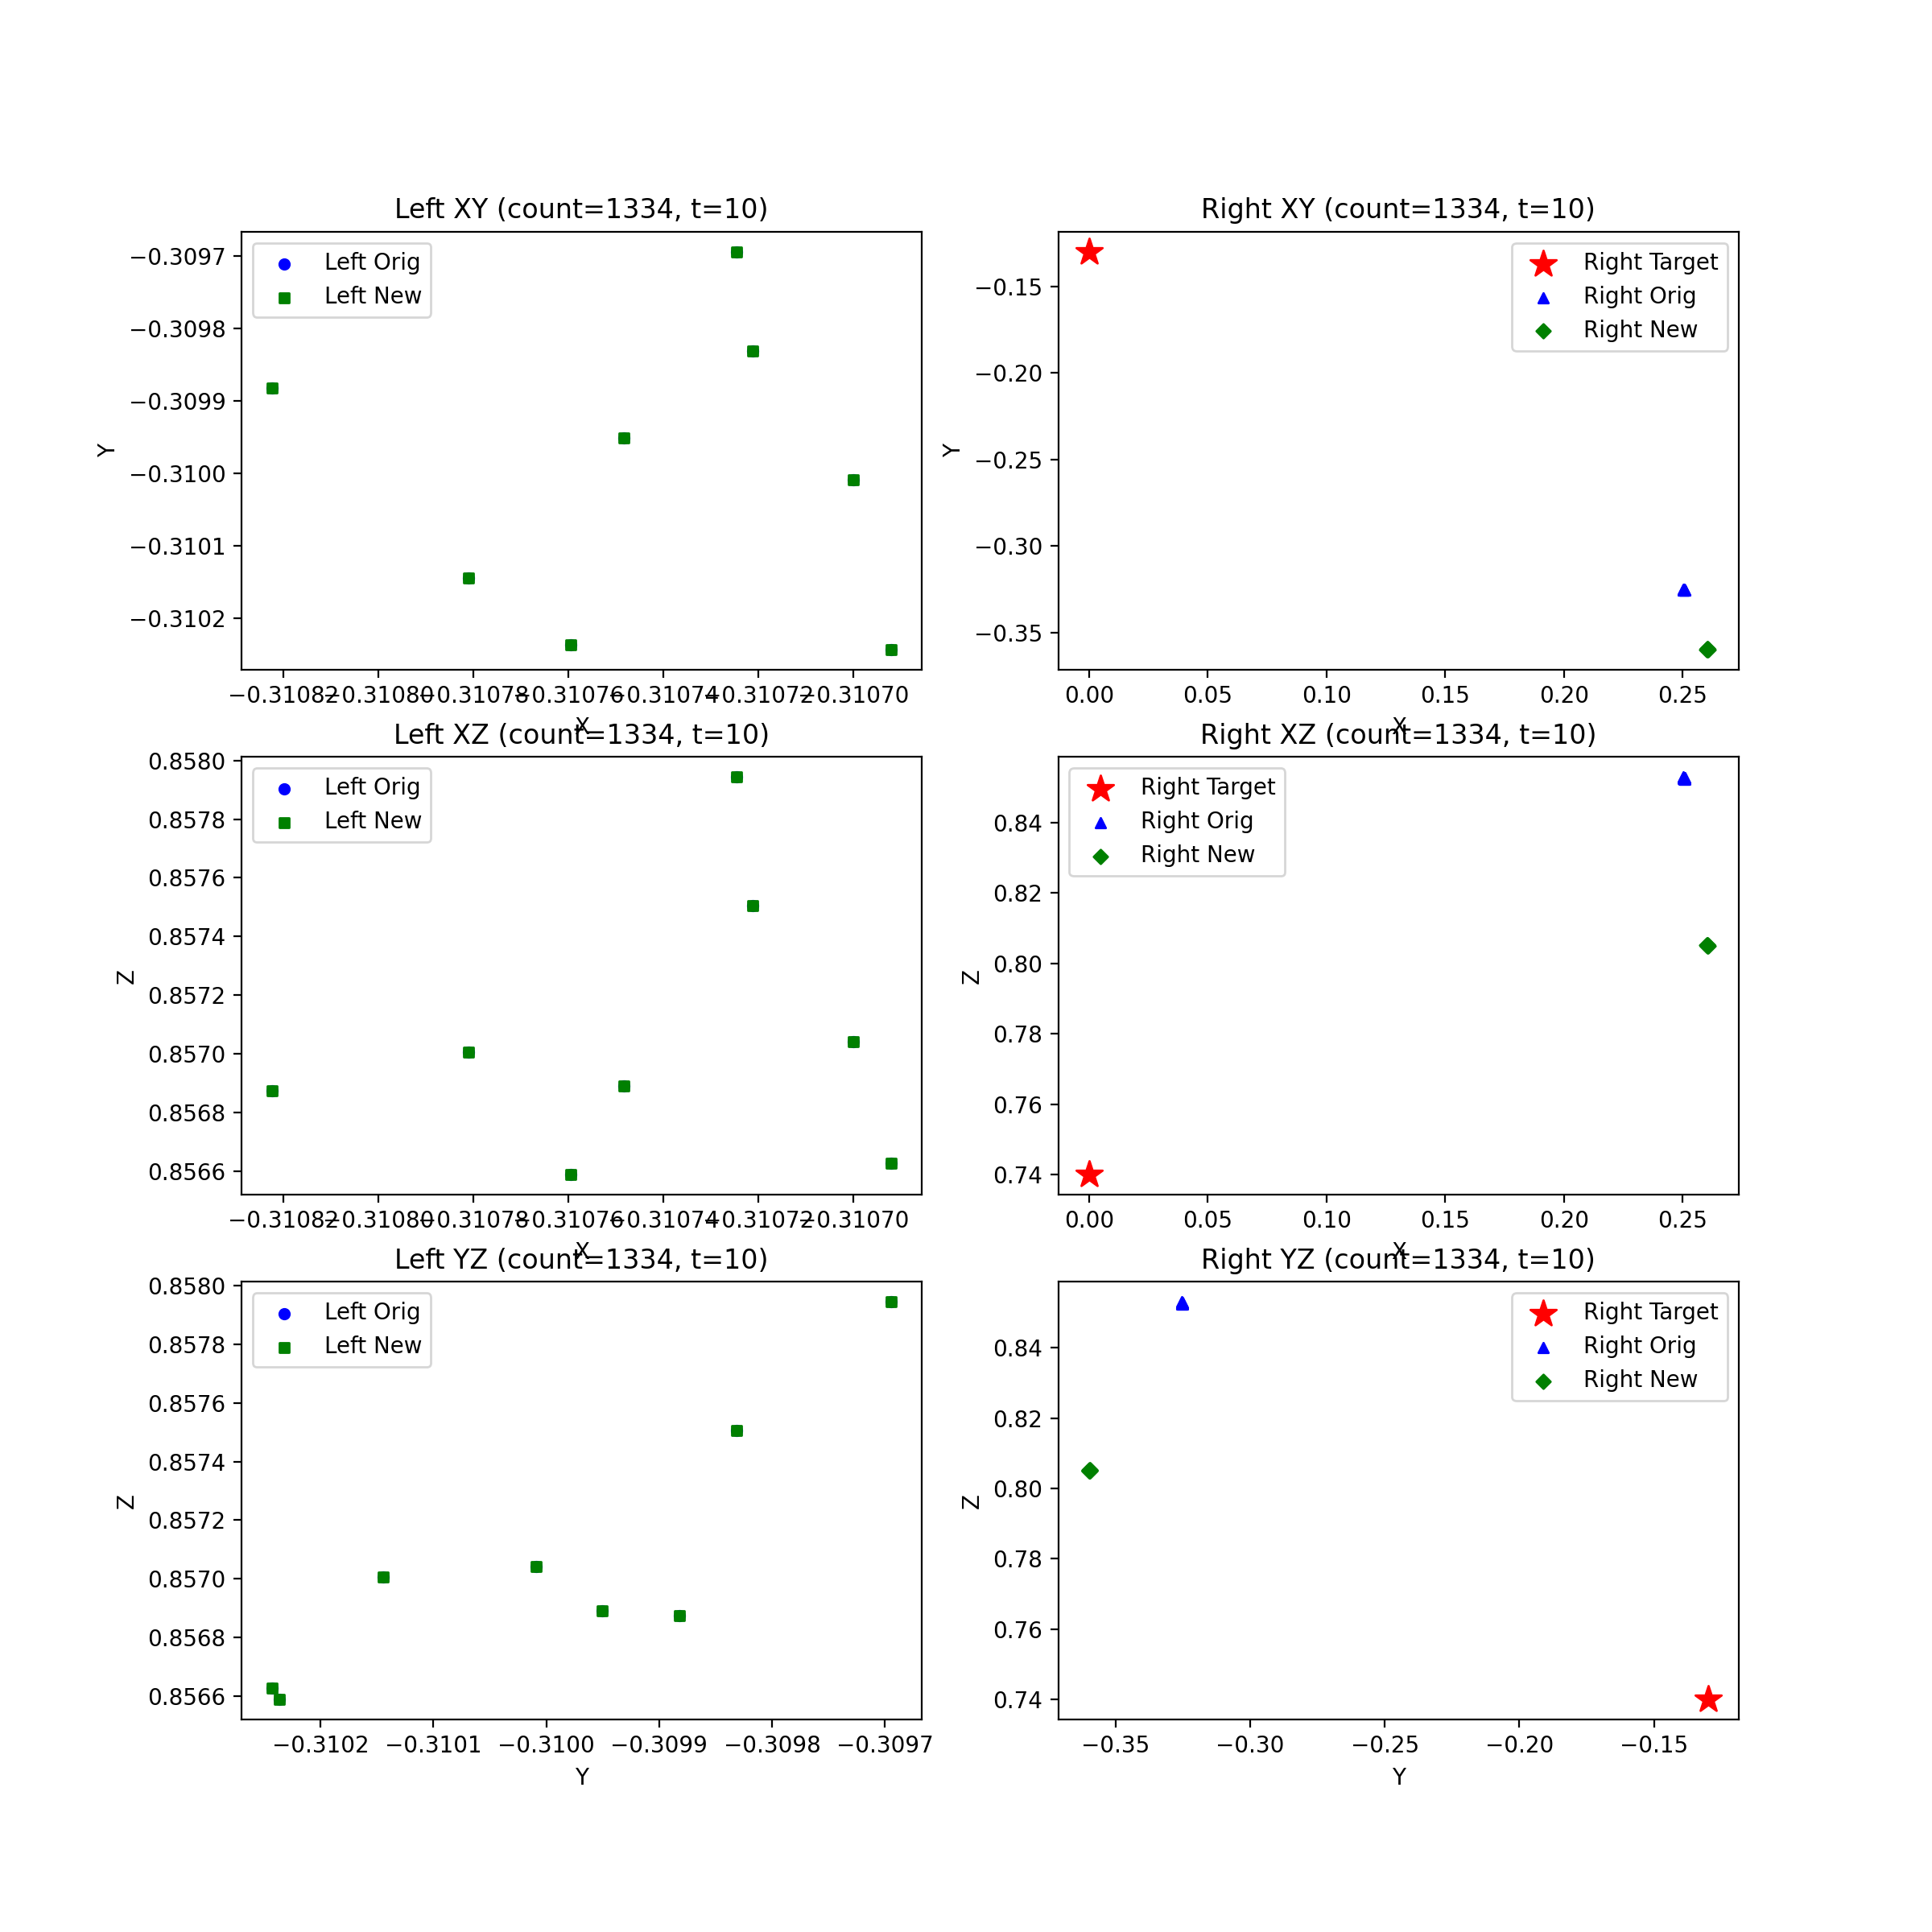 Left XY (count=1334, t=10)
Left Orig
Left New
Y
−0.3097
−0.3098
−0.3099
−0.3100
−0.3101
−0.3102
−0.31082 −0.31080 −0.31078 −0.31076 −0.31074 −0.31072 −0.31070
X
Right XY (count=1334, t=10)
Right Target
Right Orig
Right New
Y
−0.15
−0.20
−0.25
−0.30
−0.35
0.00 0.05 0.10 0.15 0.20 0.25
X
Left XZ (count=1334, t=10)
Left Orig
Left New
Z
0.8580
0.8578
0.8576
0.8574
0.8572
0.8570
0.8568
0.8566
−0.31082 −0.31080 −0.31078 −0.31076 −0.31074 −0.31072 −0.31070
X
Right XZ (count=1334, t=10)
Right Target
Right Orig
Right New
Z
0.84
0.82
0.80
0.78
0.76
0.74
0.00 0.05 0.10 0.15 0.20 0.25
X
Left YZ (count=1334, t=10)
Left Orig
Left New
Z
0.8580
0.8578
0.8576
0.8574
0.8572
0.8570
0.8568
0.8566
−0.3102 −0.3101 −0.3100 −0.3099 −0.3098 −0.3097
Y
Right YZ (count=1334, t=10)
Right Target
Right Orig
Right New
Z
0.84
0.82
0.80
0.78
0.76
0.74
−0.35 −0.30 −0.25 −0.20 −0.15
Y